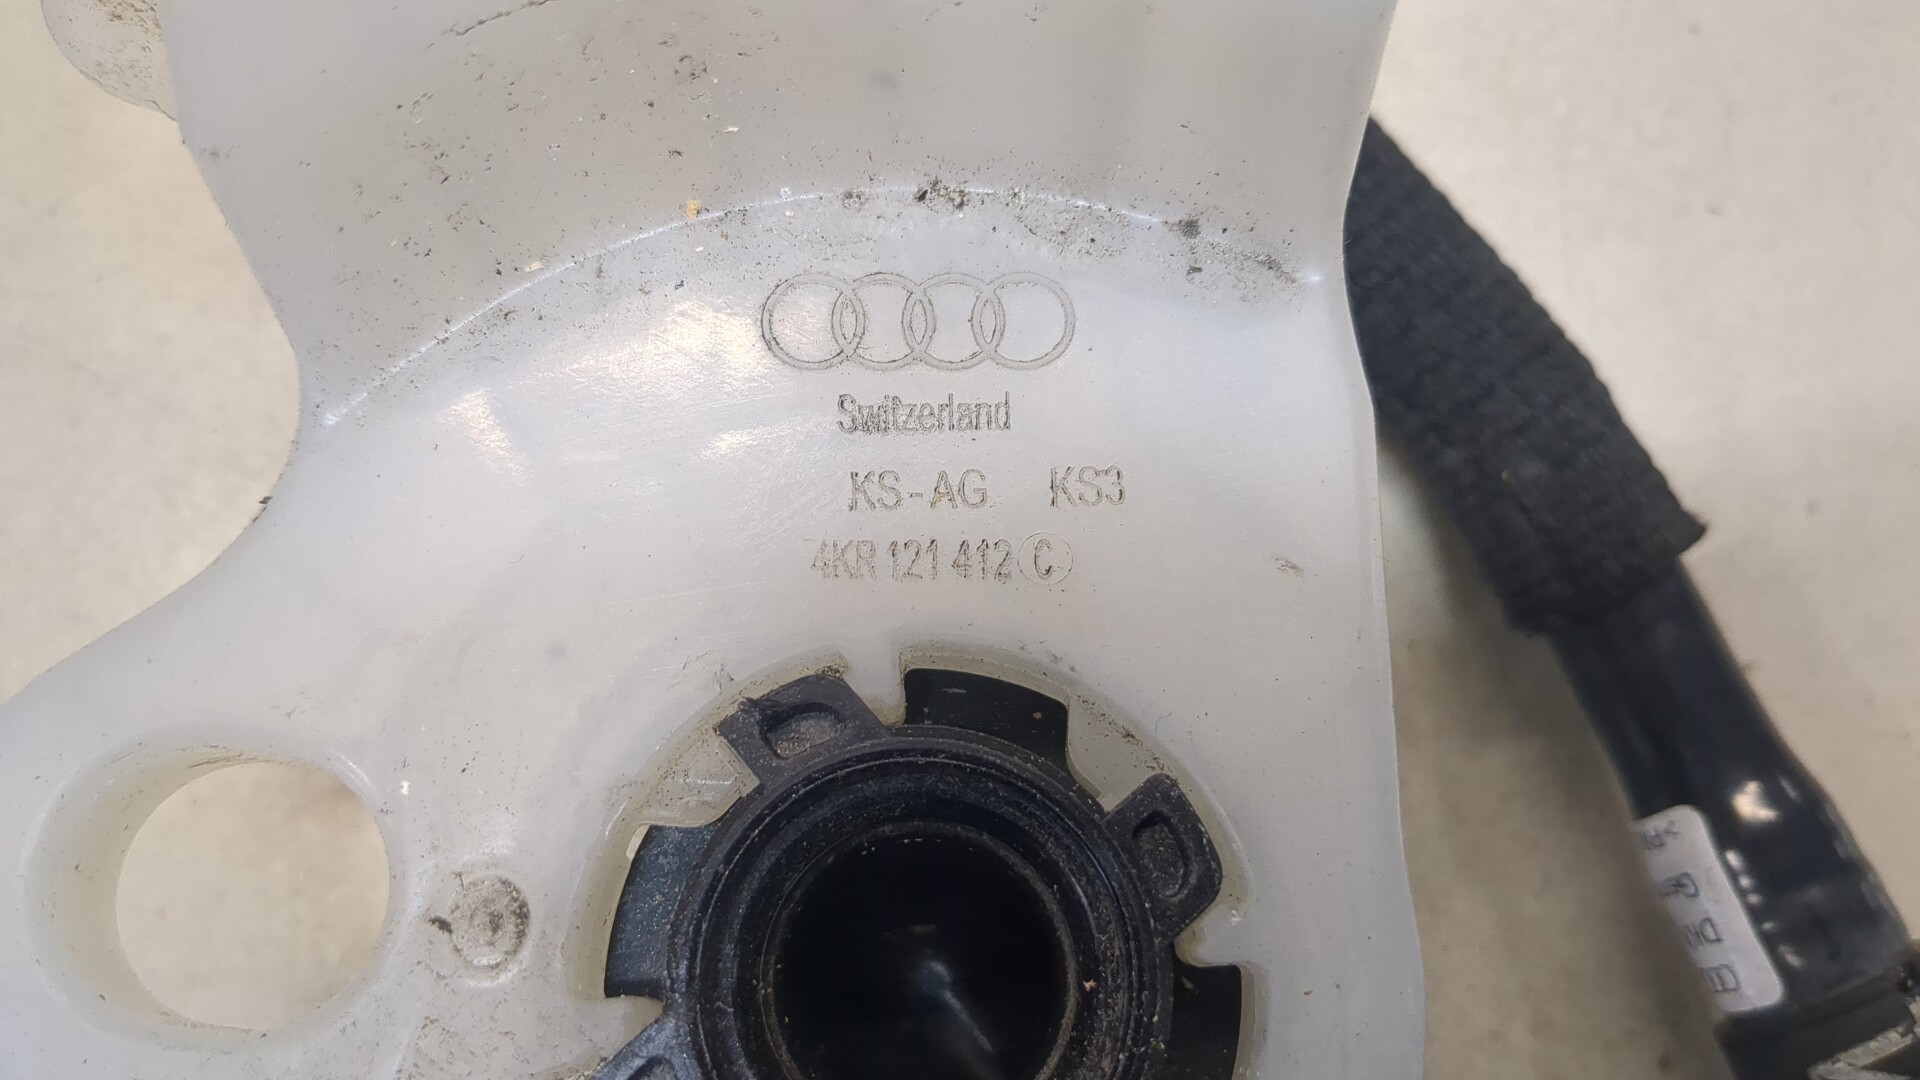 Switzerland
KS-AG KS3
4KR 121 412 C